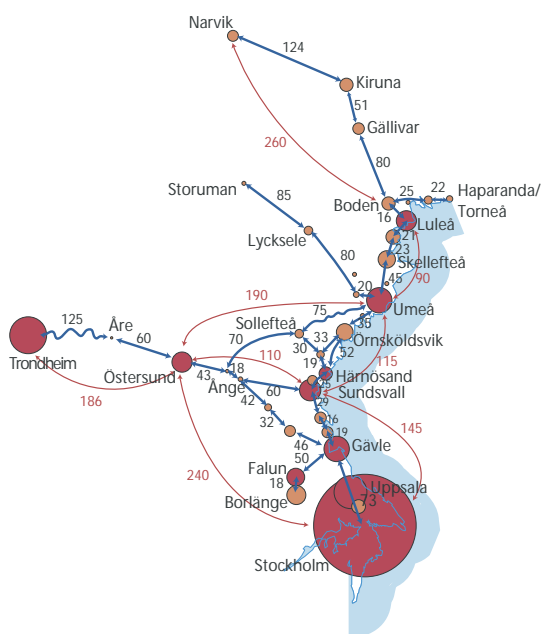 Narvik
124
Kiruna
51
Gällivar
260
80
Storuman
85
25
22
Haparanda/
Torneå
Boden
16
Luleå
Lycksele
21
23
Skellefteå
80
45
90
20
190
Umeå
75
125
Åre
Sollefteå
35
60
70
33
Örnsköldsvik
Trondheim
110
30
52
115
Östersund
43
18
19
Härnösand
Ånge
60
25
Sundsvall
186
42
29
32
16
19
145
46
Gävle
50
Falun
240
18
Uppsala
Borlänge
73
Stockholm